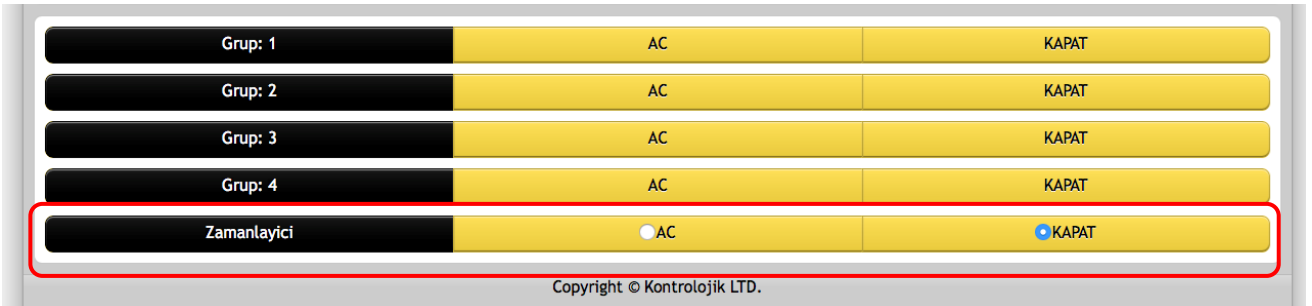 Grup: 1 AC KAPAT
Grup: 2 AC KAPAT
Grup: 3 AC KAPAT
Grup: 4 AC KAPAT
Zamanlayici AC KAPAT
Copyright © Kontrolojik LTD.